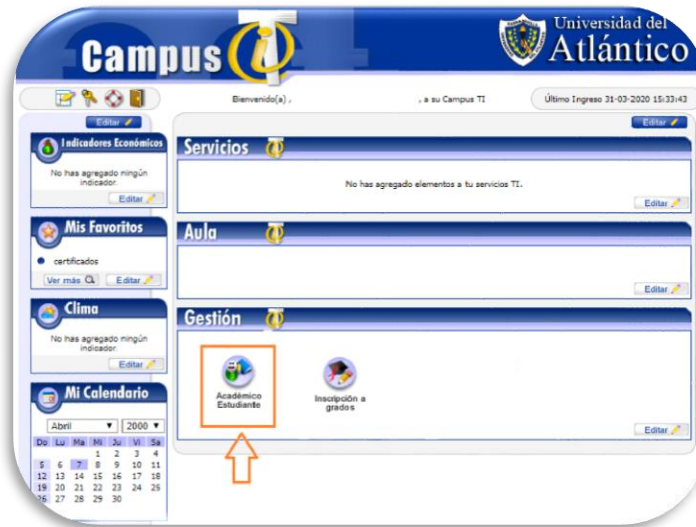 Campus iT
Universidad del
Atlántico
Bienvenido(a) ,
, a su Campus TI
Último Ingreso 31-03-2020 15:33:43
Editar
Indicadores Económicos
No has agregado ningún
indicador.
Editar
Mis Favoritos
certificados
Ver más
Editar
Clima
No has agregado ningún
indicador.
Editar
Mi Calendario
Abril 2000
Do Lu Ma Mi Ju Vi Sa
1 2 3 4
5 6 7 8 9 10 11
12 13 14 15 16 17 18
19 20 21 22 23 24 25
26 27 28 29 30
Editar
Servicios
No has agregado elementos a tu servicios TI.
Editar
Aula
Editar
Gestión
Académico
Estudiante
Inscripción a
grados
Editar